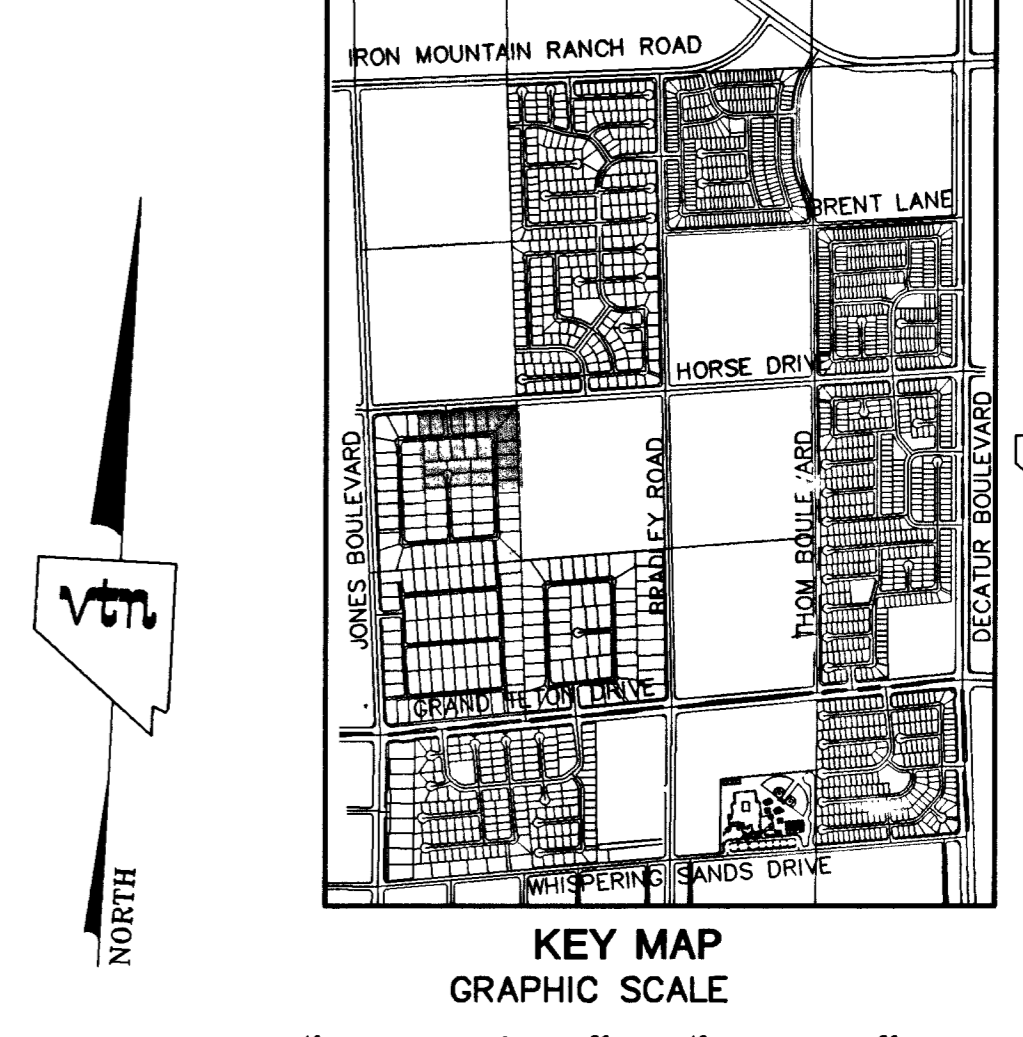 IRON MOUNTAIN RANCH ROAD
BRENT LANE
HORSE DRIVE
JONES BOULEVARD
BRADLEY ROAD
THOM BOULEVARD
DECATUR BOULEVARD
vtn
GRAND TETON DRIVE
WHISPERING SANDS DRIVE
NORTH
KEY MAP
GRAPHIC SCALE